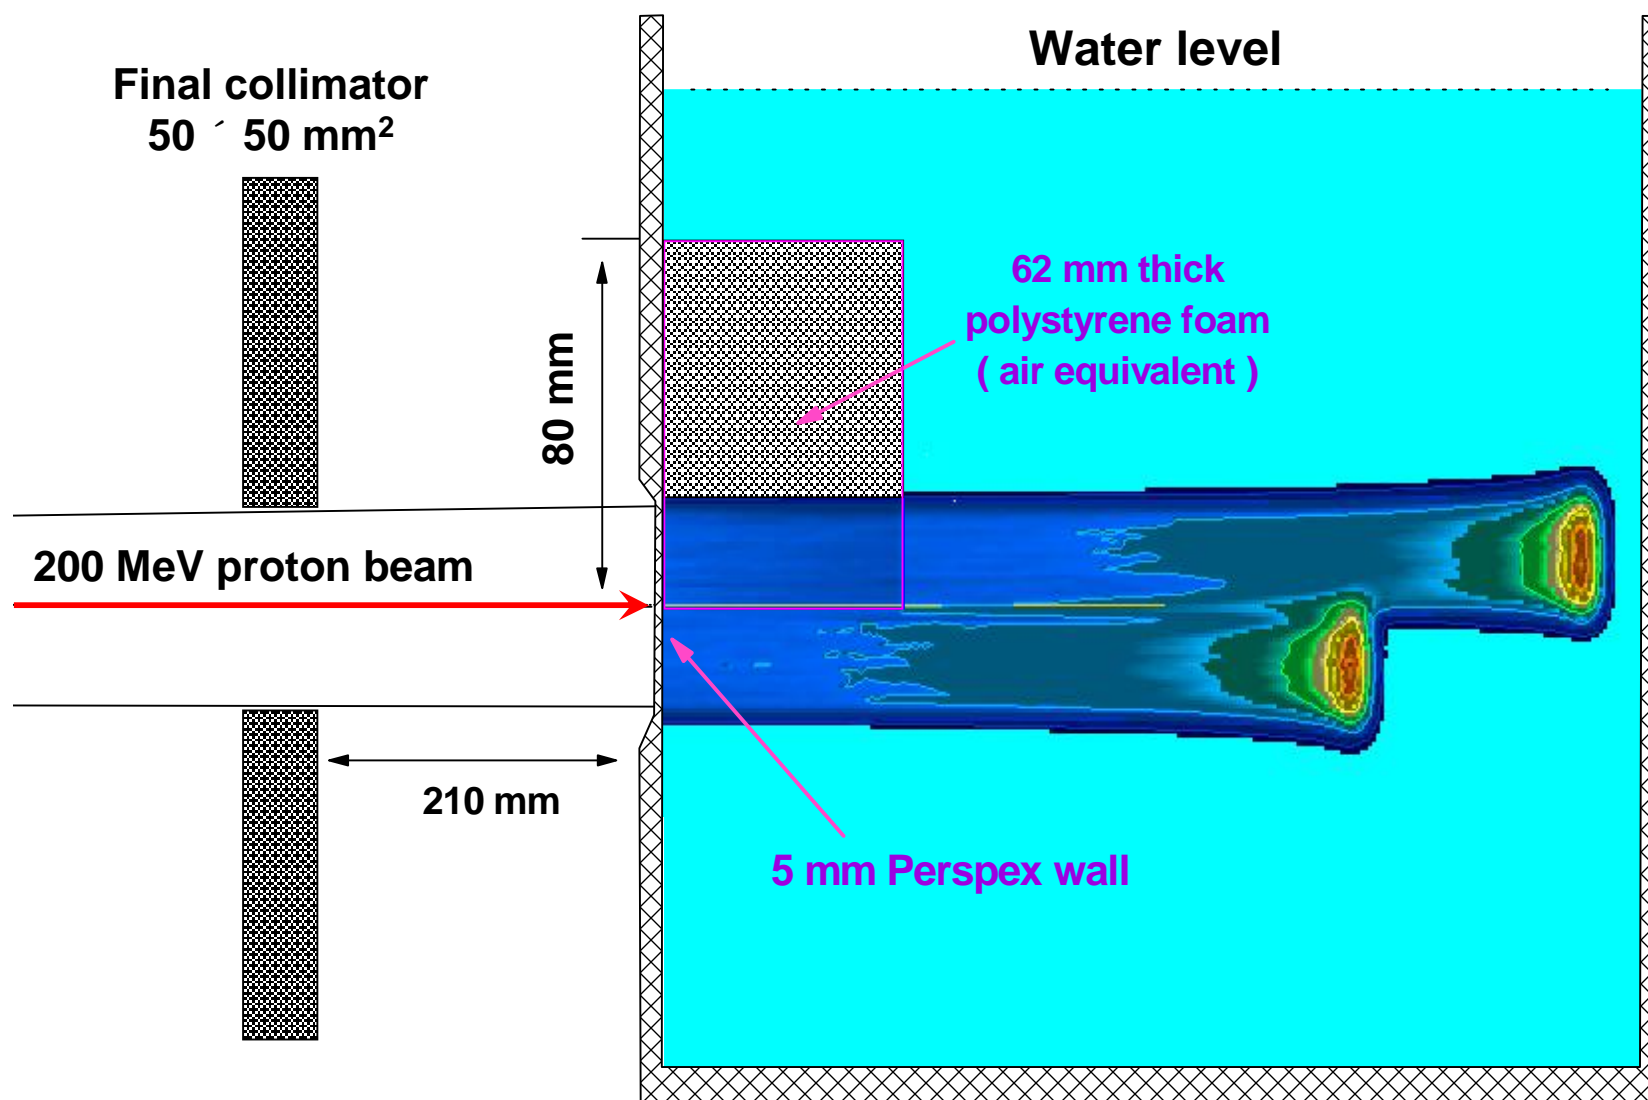 Water level
Final collimator
50 ´ 50 mm²
62 mm thick
polystyrene foam
( air equivalent )
80 mm
200 MeV proton beam
210 mm
5 mm Perspex wall